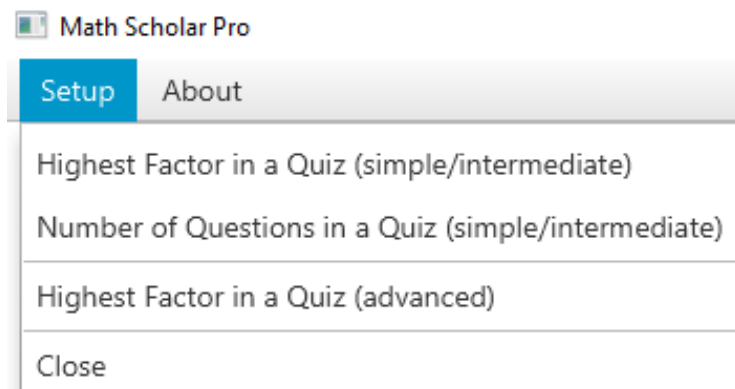 Math Scholar Pro
Setup About
Highest Factor in a Quiz (simple/intermediate)
Number of Questions in a Quiz (simple/intermediate)
Highest Factor in a Quiz (advanced)
Close